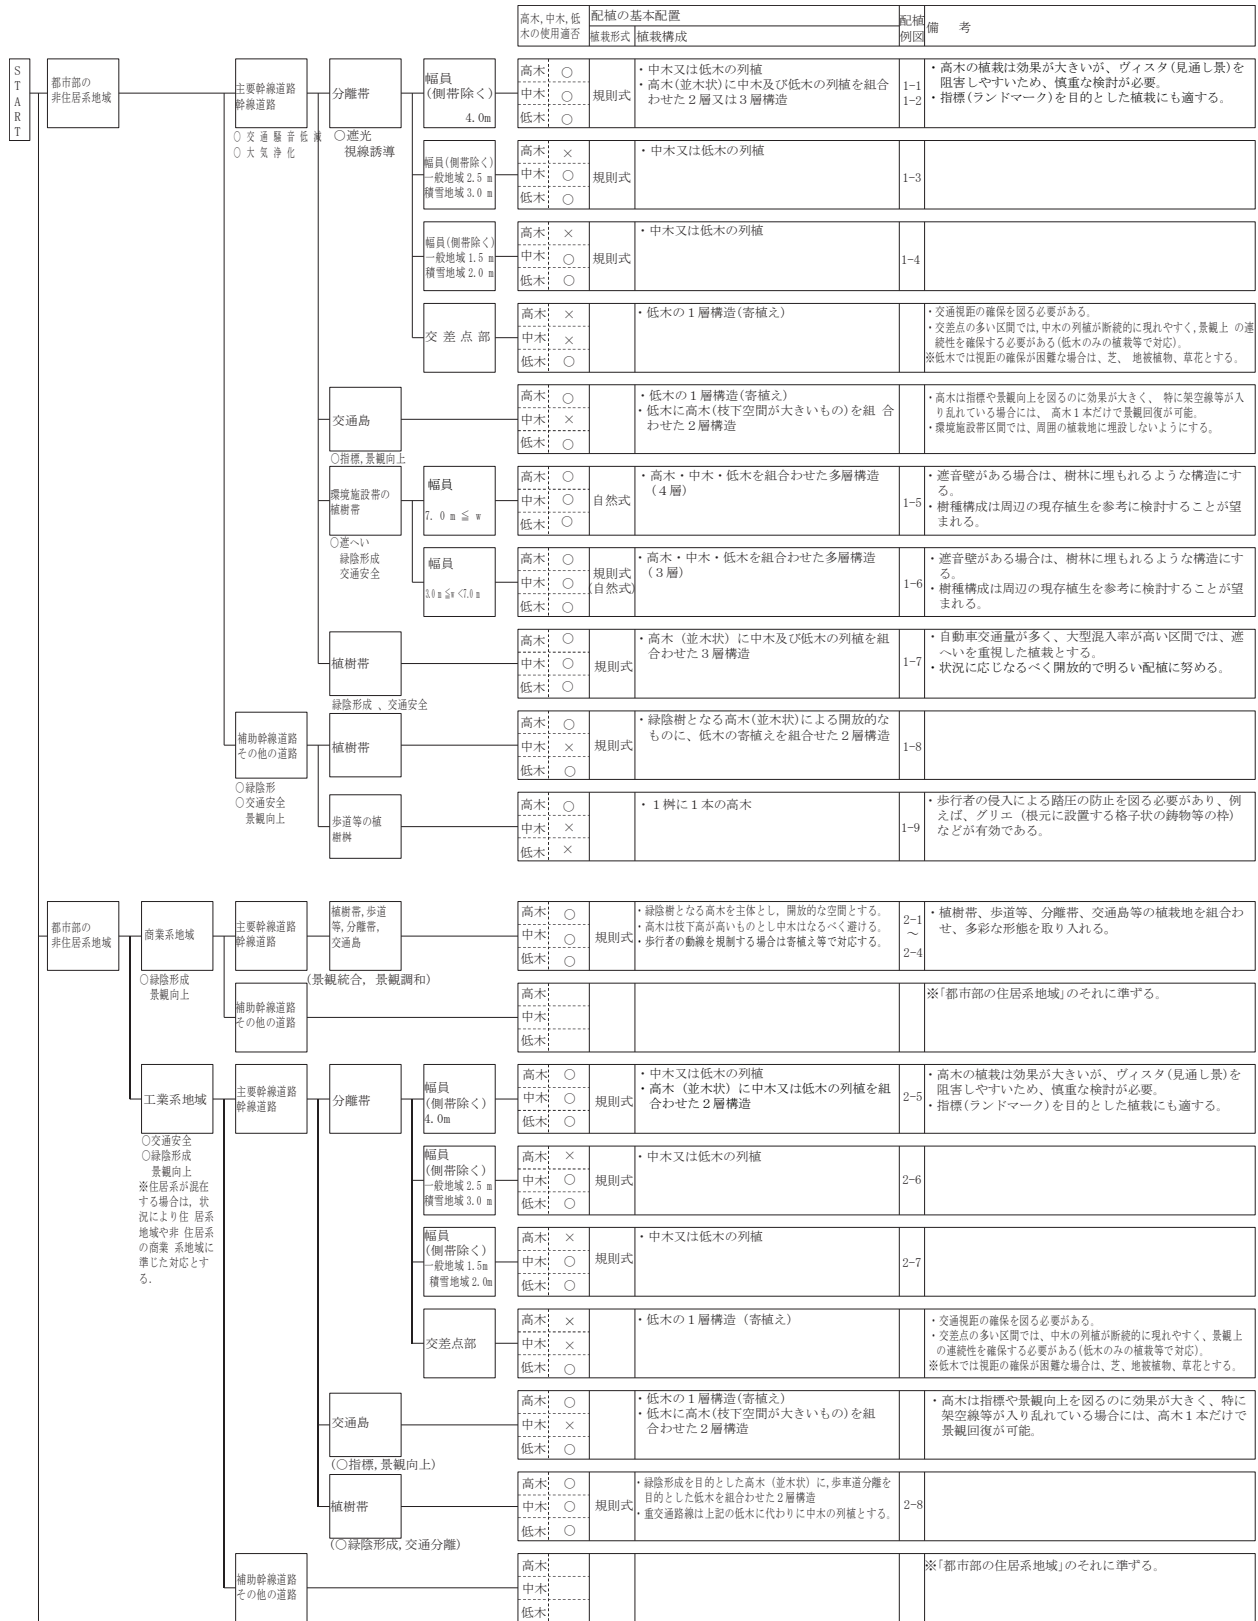 高木,中木,低
木の使用適否
配植の基本配置
植栽形式
植栽構成
配植
例図
備　考
START
都市部の
非住居系地域
主要幹線道路
幹線道路
○交通騒音低減
○大気浄化
分離帯
○遮光
視線誘導
幅員
(側帯除く)
4.0m
高木 ○
中木 ○
低木 ○
規則式
・中木又は低木の列植
・高木(並木状)に中木及び低木の列植を組合
わせた２層又は３層構造
1-1
1-2
・高木の植栽は効果が大きいが、ヴィスタ(見通し景)を
阻害しやすいため、慎重な検討が必要。
・指標(ランドマーク)を目的とした植栽にも適する。
幅員(側帯除く)
一般地域 2.5 m
積雪地域 3.0 m
高木 ×
中木 ○
低木 ○
規則式
・中木又は低木の列植
1-3
幅員(側帯除く)
一般地域 1.5 m
積雪地域 2.0 m
高木 ×
中木 ○
低木 ○
規則式
・中木又は低木の列植
1-4
交差点部
高木 ×
中木 ×
低木 ○
・低木の１層構造(寄植え)
・交通視距の確保を図る必要がある。
・交差点の多い区間では,中木の列植が断続的に現れやすく,景観上 の連
続性を確保する必要がある(低木のみの植栽等で対応)。
※低木では視距の確保が困難な場合は、芝、 地被植物、草花とする。
交通島
○指標,景観向上
高木 ○
中木 ×
低木 ○
・低木の１層構造(寄植え)
・低木に高木(枝下空間が大きいもの)を組 合
わせた２層構造
・高木は指標や景観向上を図るのに効果が大きく、 特に架空線等が入
り乱れている場合には、 高木１本だけで景観回復が可能。
・環境施設帯区間では、周囲の植栽地に埋設しないようにする。
環境施設帯の
植樹帯
○遮へい
緑陰形成
交通安全
幅員
7. 0 m ≦ w
高木 ○
中木 ○
低木 ○
自然式
・高木・中木・低木を組合わせた多層構造
(４層)
1-5
・遮音壁がある場合は、樹林に埋もれるような構造にす
る。
・樹種構成は周辺の現存植生を参考に検討することが望
まれる。
幅員
3.0 m ≦w <7.0 m
高木 ○
中木 ○
低木 ○
規則式
(自然式)
・高木・中木・低木を組合わせた多層構造
(３層)
1-6
・遮音壁がある場合は、樹林に埋もれるような構造にす
る。
・樹種構成は周辺の現存植生を参考に検討することが望
まれる。
植樹帯
緑陰形成 、交通安全
高木 ○
中木 ○
低木 ○
規則式
・高木（並木状）に中木及び低木の列植を組
合わせた３層構造
1-7
・自動車交通量が多く、大型混入率が高い区間では、遮
へいを重視した植栽とする。
・状況に応じなるべく開放的で明るい配植に努める。
補助幹線道路
その他の道路
○緑陰形
○交通安全
景観向上
植樹帯
高木 ○
中木 ×
低木 ○
規則式
・緑陰樹となる高木(並木状)による開放的な
ものに、低木の寄植えを組合せた２層構造
1-8
歩道等の植
樹桝
高木 ○
中木 ×
低木 ×
・１桝に１本の高木
1-9
・歩行者の侵入による踏圧の防止を図る必要があり、例
えば、グリエ（根元に設置する格子状の鋳物等の枠）
などが有効である。
都市部の
非住居系地域
商業系地域
○緑陰形成
景観向上
主要幹線道路
幹線道路
植樹帯,歩道
等,分離帯,
交通島
(景観統合, 景観調和)
高木 ○
中木 ○
低木 ○
規則式
・緑陰樹となる高木を主体とし, 開放的な空間とする。
・高木は枝下高が高いものとし中木はなるべく避ける。
・歩行者の動線を規制する場合は寄植え等で対応する。
2-1
～
2-4
・植樹帯、歩道等、分離帯、交通島等の植栽地を組合わ
せ、多彩な形態を取り入れる。
補助幹線道路
その他の道路
高木
中木
低木
※｢都市部の住居系地域｣のそれに準ずる。
工業系地域
○交通安全
○緑陰形成
景観向上
※住居系が混在
する場合は, 状
況により住 居系
地域や非 住居系
の商業 系地域に
準じた対応とす
る.
主要幹線道路
幹線道路
分離帯
幅員
(側帯除く)
4.0m
高木 ○
中木 ○
低木 ○
規則式
・中木又は低木の列植
・高木（並木状）に中木又は低木の列植を組
合わせた２層構造
2-5
・高木の植栽は効果が大きいが、ヴィスタ(見通し景)を
阻害しやすいため、慎重な検討が必要。
・指標(ランドマーク)を目的とした植栽にも適する。
幅員
(側帯除く)
一般地域 2.5 m
積雪地域 3.0 m
高木 ×
中木 ○
低木 ○
規則式
・中木又は低木の列植
2-6
幅員
(側帯除く)
一般地域 1.5m
積雪地域 2.0m
高木 ×
中木 ○
低木 ○
規則式
・中木又は低木の列植
2-7
交差点部
高木 ×
中木 ×
低木 ○
・低木の１層構造（寄植え）
・交通視距の確保を図る必要がある。
・交差点の多い区間では、中木の列植が断続的に現れやすく、景観上
の連続性を確保する必要がある(低木のみの植栽等で対応)。
※低木では視距の確保が困難な場合は、芝、地被植物、草花とする。
交通島
(○指標,景観向上)
高木 ○
中木 ×
低木 ○
・低木の１層構造(寄植え)
・低木に高木(枝下空間が大きいもの)を組
合わせた２層構造
・高木は指標や景観向上を図るのに効果が大きく、特に
架空線等が入り乱れている場合には、高木１本だけで
景観回復が可能。
植樹帯
(○緑陰形成,交通分離)
高木 ○
中木 ○
低木 ○
規則式
・緑陰形成を目的とした高木（並木状）に,歩車道分離を
目的とした低木を組合わせた２層構造
・重交通路線は上記の低木に代わりに中木の列植とする。
2-8
補助幹線道路
その他の道路
高木
中木
低木
※｢都市部の住居系地域｣のそれに準ずる。